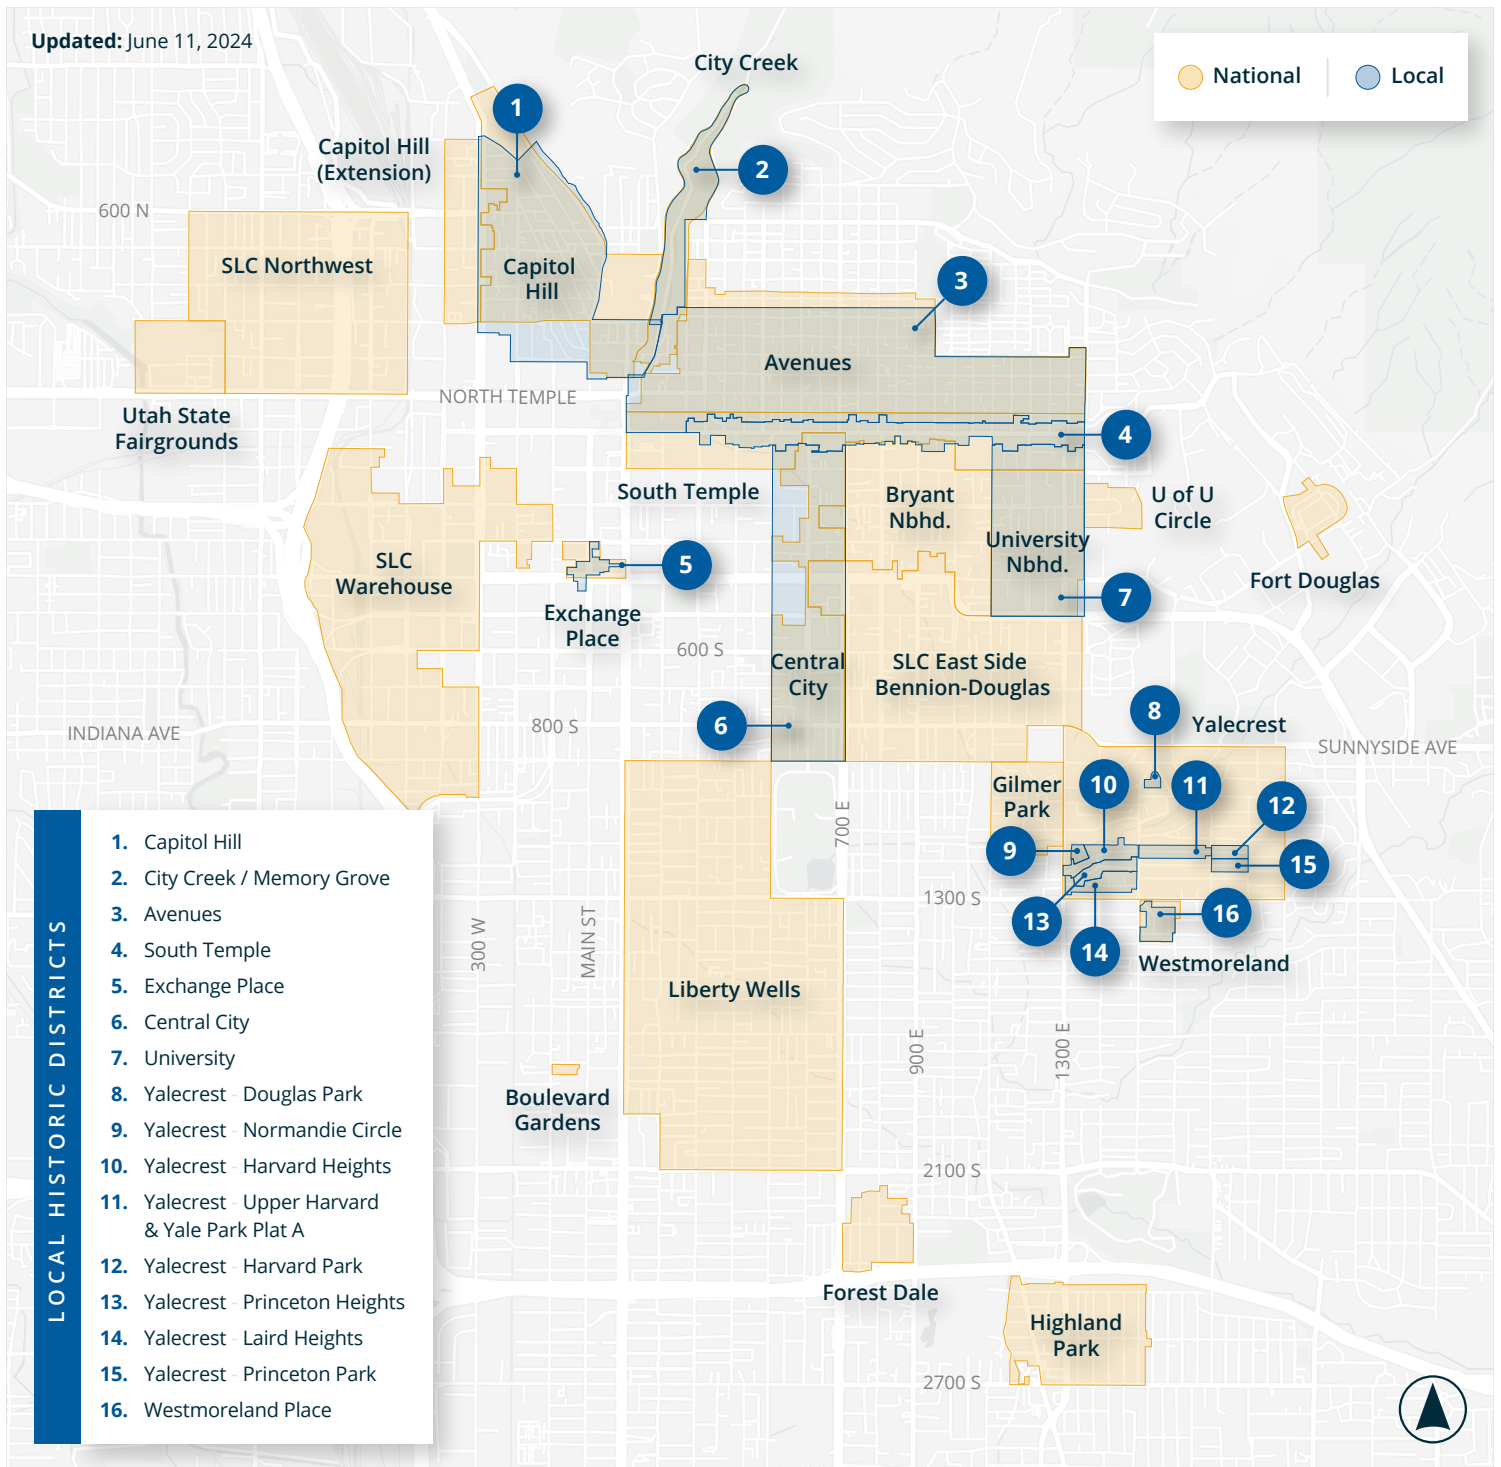 Updated: June 11, 2024
National
Local
City Creek
1
2
Capitol Hill
(Extension)
600 N
SLC Northwest
Capitol
Hill
3
Avenues
NORTH TEMPLE
Utah State
Fairgrounds
4
South Temple
Bryant
Nbhd.
U of U
Circle
University
Nbhd.
SLC
Warehouse
5
Exchange
Place
7
Fort Douglas
600 S
Central
City
SLC East Side
Bennion-Douglas
6
800 S
INDIANA AVE
8
Yalecrest
SUNNYSIDE AVE
Gilmer
Park
10
11
12
9
15
700 E
1300 S
13
14
16
Westmoreland
300 W
MAIN ST
Liberty Wells
900 E
1300 E
Boulevard
Gardens
2100 S
Forest Dale
Highland
Park
2700 S
LOCAL HISTORIC DISTRICTS
1. Capitol Hill
2. City Creek / Memory Grove
3. Avenues
4. South Temple
5. Exchange Place
6. Central City
7. University
8. Yalecrest - Douglas Park
9. Yalecrest - Normandie Circle
10. Yalecrest - Harvard Heights
11. Yalecrest - Upper Harvard
& Yale Park Plat A
12. Yalecrest - Harvard Park
13. Yalecrest - Princeton Heights
14. Yalecrest - Laird Heights
15. Yalecrest - Princeton Park
16. Westmoreland Place